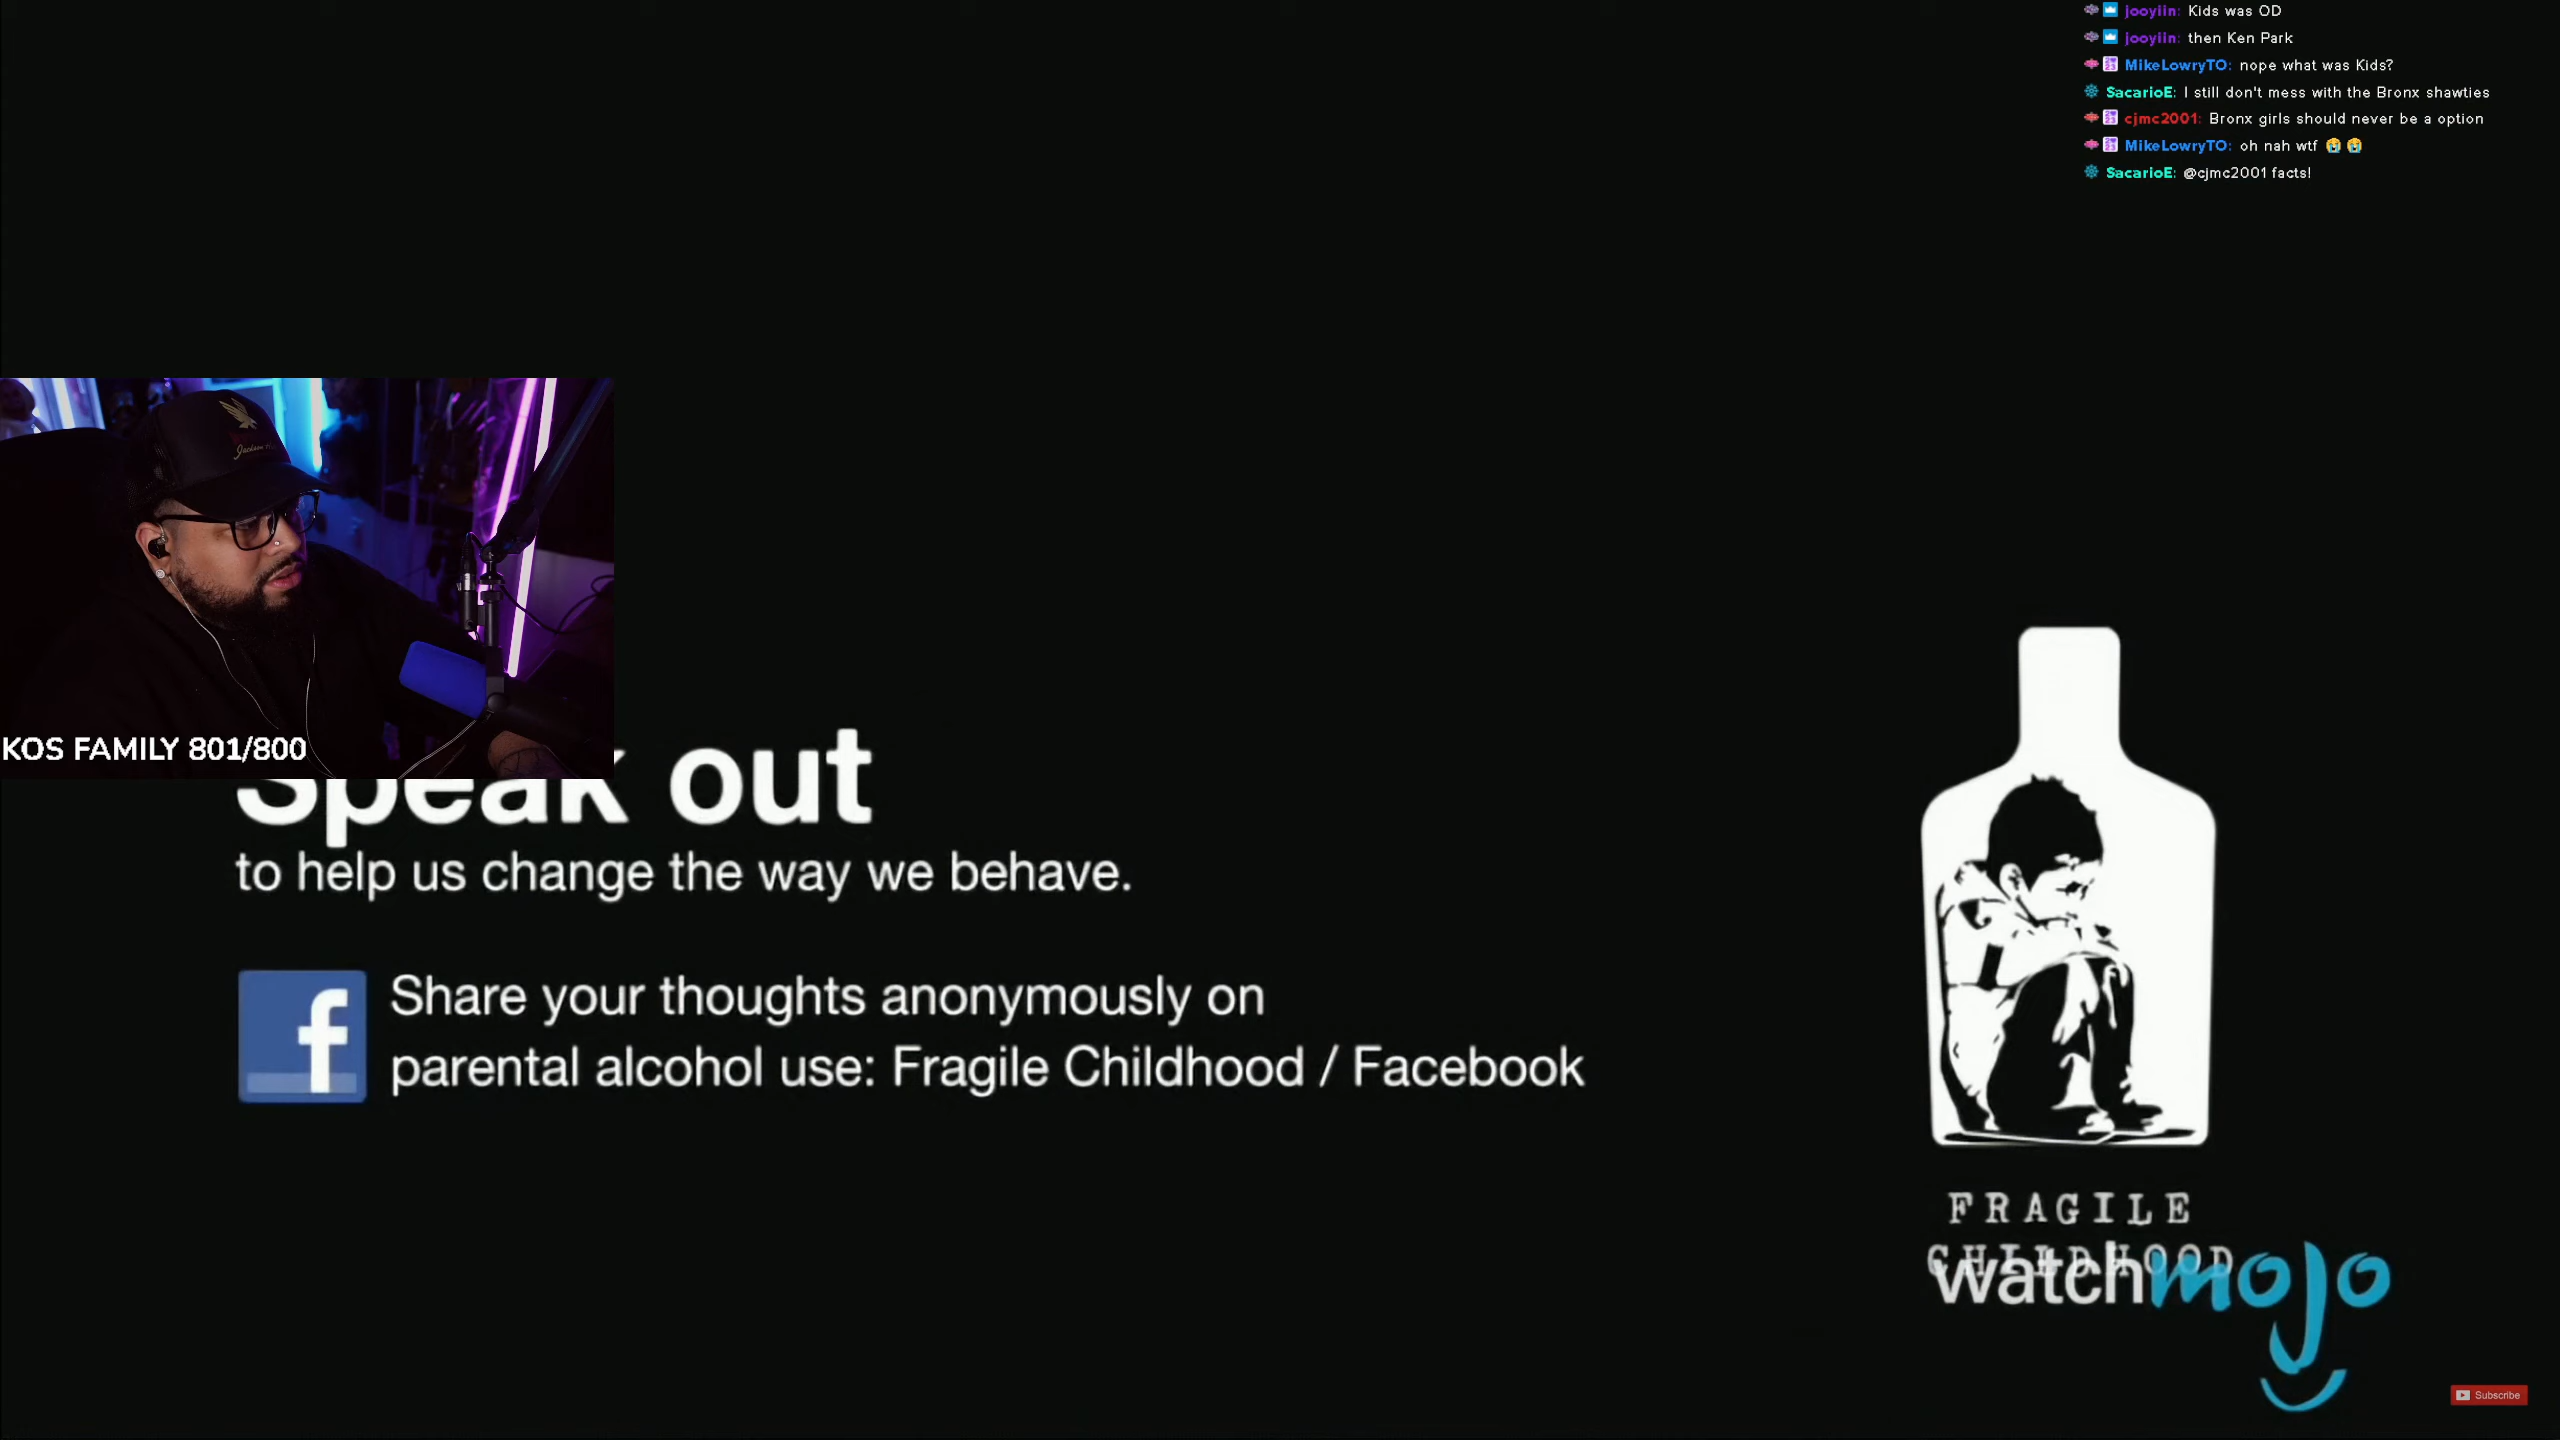 jooyiin: Kids was OD
jooyiin: then Ken Park
MikeLowryTO: nope what was Kids?
SacarioE: I still don't mess with the Bronx shawties
cjmc2001: Bronx girls should never be a option
MikeLowryTO: oh nah wtf 😭 😭
SacarioE: @cjmc2001 facts!
KOS FAMILY 801/800
Speak out
to help us change the way we behave.
f
Share your thoughts anonymously on
parental alcohol use: Fragile Childhood / Facebook
FRAGILE
CHILDHOOD
watchmojo
Subscribe